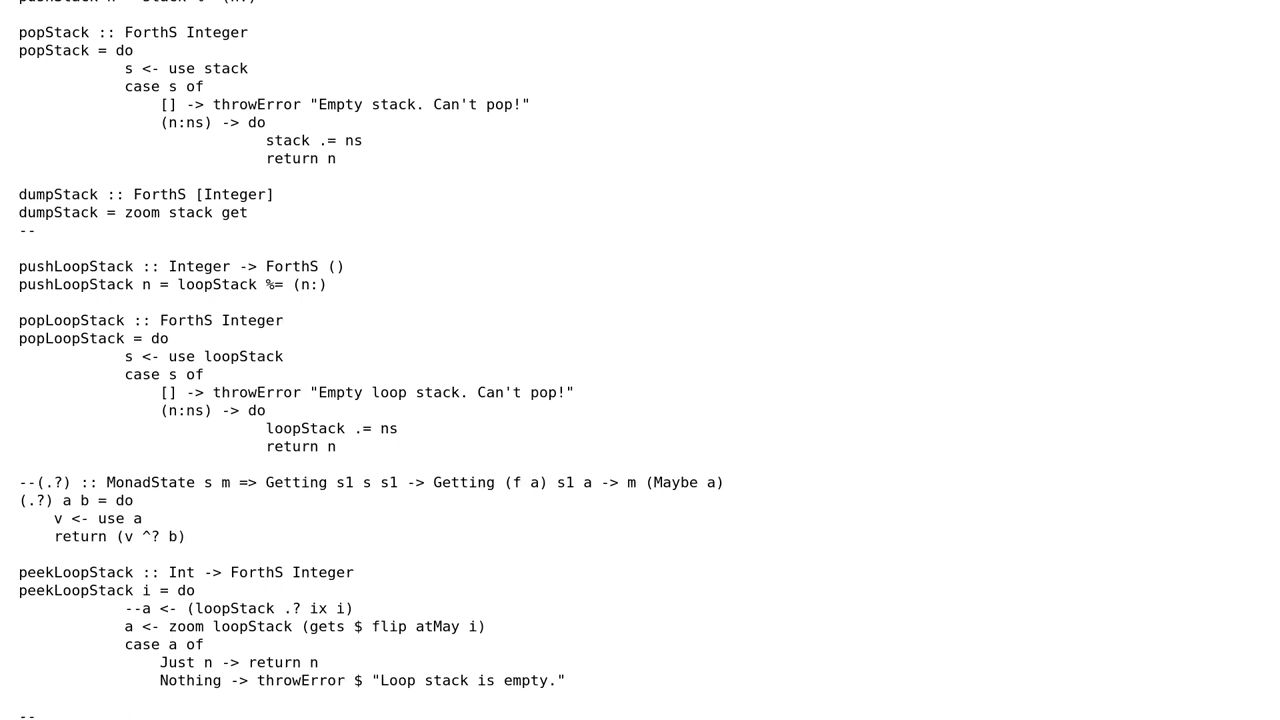 popStack :: ForthS Integer
popStack = do
            s <- use stack
            case s of
                [] -> throwError "Empty stack. Can't pop!"
                (n:ns) -> do
                            stack .= ns
                            return n

dumpStack :: ForthS [Integer]
dumpStack = zoom stack get
--

pushLoopStack :: Integer -> ForthS ()
pushLoopStack n = loopStack %= (n:)

popLoopStack :: ForthS Integer
popLoopStack = do
            s <- use loopStack
            case s of
                [] -> throwError "Empty loop stack. Can't pop!"
                (n:ns) -> do
                            loopStack .= ns
                            return n

--(.?) :: MonadState s m => Getting s1 s s1 -> Getting (f a) s1 a -> m (Maybe a)
(.?) a b = do
    v <- use a
    return (v ^? b)

peekLoopStack :: Int -> ForthS Integer
peekLoopStack i = do
            --a <- (loopStack .? ix i)
            a <- zoom loopStack (gets $ flip atMay i)
            case a of
                Just n -> return n
                Nothing -> throwError $ "Loop stack is empty."

--